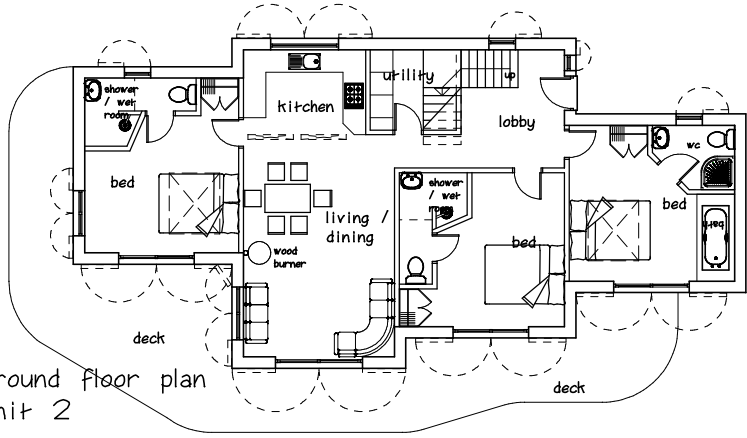 shower
/ wet
room
kitchen
utility
up
lobby
wc
bed
shower
/ wet
room
bed
bath
living /
dining
bed
wood
burner
deck
deck
round floor plan
nit 2